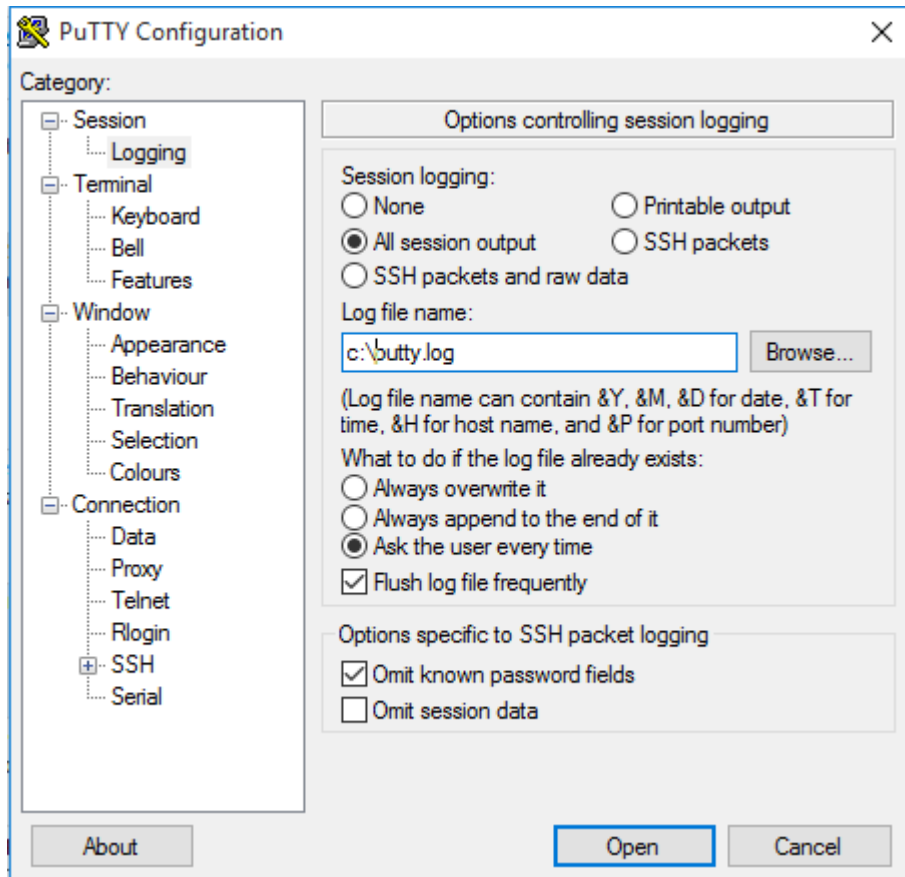 PuTTY Configuration
Category:
Session
Logging
Terminal
Keyboard
Bell
Features
Window
Appearance
Behaviour
Translation
Selection
Colours
Connection
Data
Proxy
Telnet
Rlogin
SSH
Serial
Options controlling session logging
Session logging:
None
Printable output
All session output
SSH packets
SSH packets and raw data
Log file name:
c:\putty.log
Browse...
(Log file name can contain &Y, &M, &D for date, &T for
time, &H for host name, and &P for port number)
What to do if the log file already exists:
Always overwrite it
Always append to the end of it
Ask the user every time
Flush log file frequently
Options specific to SSH packet logging
Omit known password fields
Omit session data
About
Open
Cancel